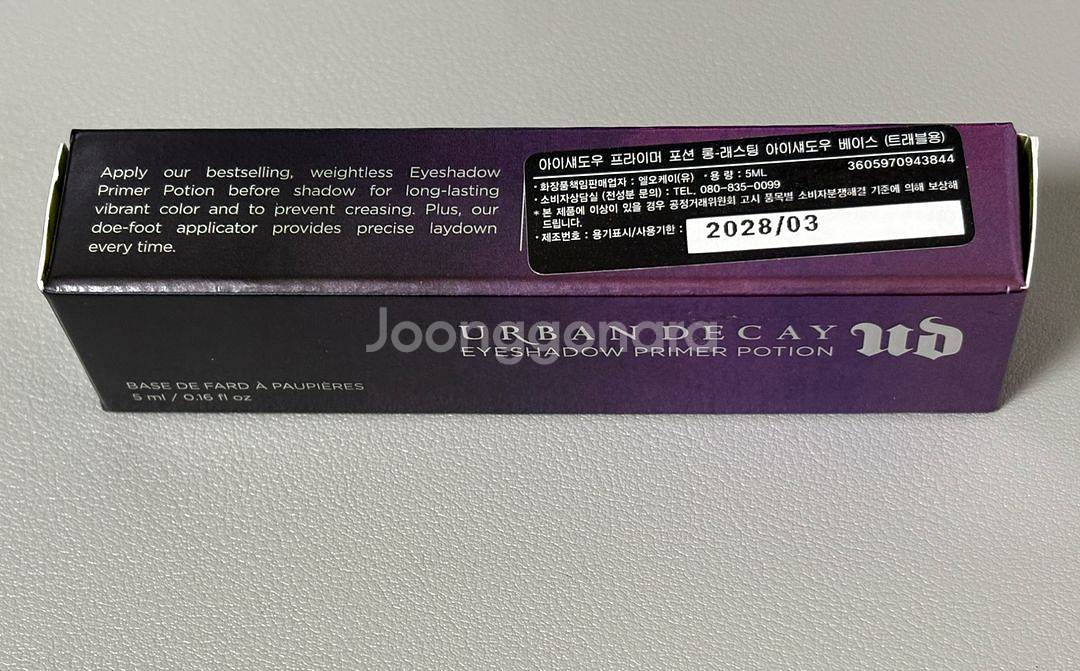 Apply our bestselling, weightless Eyeshadow
Primer Potion before shadow for long-lasting
vibrant color and to prevent creasing. Plus, our
doe-foot applicator provides precise laydown
every time.
아이섀도우 프라이머 포션 롱-래스팅 아이섀도우 베이스 (트래블용)
3605970943844
· 화장품책임판매업자 : 엘오케이(유) · 용 량 : 5ML
· 소비자상담실 (전성분 문의) : TEL. 080-835-0099
* 본 제품에 이상이 있을 경우 공정거래위원회 고시 품목별 소비자분쟁해결 기준에 의해 보상해
드립니다.
· 제조번호 : 용기표시/사용기한 : 2028/03
Joonggonara
URBAN DECAY ud
EYESHADOW PRIMER POTION
BASE DE FARD À PAUPIÈRES
5 ml / 0.16 fl oz